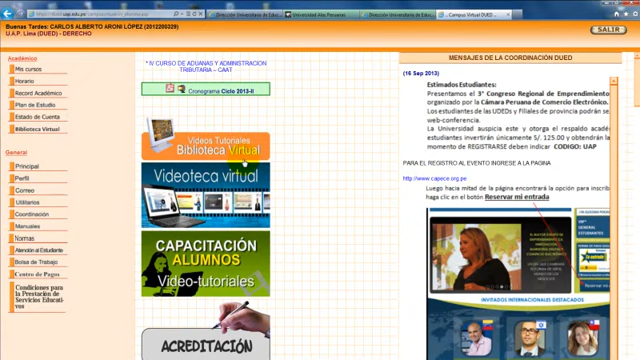 Dirección Universitaria de Educ...
Universidad Alas Peruanas
Dirección Universitaria de Educ...
Campus Virtual DUED ...
Buenas Tardes: CARLOS ALBERTO ARONI LÓPEZ (2012200329)
U.A.P. Lima (DUED) - DERECHO
SALIR
Académico
Mis cursos
Horario
Record Académico
Plan de Estudio
Estado de Cuenta
Biblioteca Virtual
General
Principal
Perfil
Correo
Utilitarios
Coordinación
Manuales
Normas
Atención al Estudiante
Bolsa de Trabajo
Centro de Pagos
Condiciones para
la Prestación de
Servicios Educati-
vos
* IV CURSO DE ADUANAS Y ADMINISTRACION
TRIBUTARIA – CAAT
Cronograma Ciclo 2013-II
Videos Tutoriales
Biblioteca Virtual
Videoteca virtual
CAPACITACIÓN
ALUMNOS
Video-tutoriales
ACREDITACIÓN
MENSAJES DE LA COORDINACIÓN DUED
(16 Sep 2013)
Estimados Estudiantes:
Presentamos el 3° Congreso Regional de Emprendimiento
organizado por la Cámara Peruana de Comercio Electrónico.
Los estudiantes de las UDEDs y Filiales de provincia podrán se
web-conferencia.
La Universidad auspicia este y otorga el respaldo acadé
estudiantes invertirán únicamente S/. 125.00 y obtendrán la
momento de REGISTRARSE deben indicar CODIGO: UAP
PARA EL REGISTRO AL EVENTO INGRESE A LA PAGINA
http://www.capece.org.pe
Luego hacia mitad de la página encontrará la opción para inscrib
haga clic en el botón Reservar mi entrada
INVITADOS INTERNACIONALES DESTACADOS